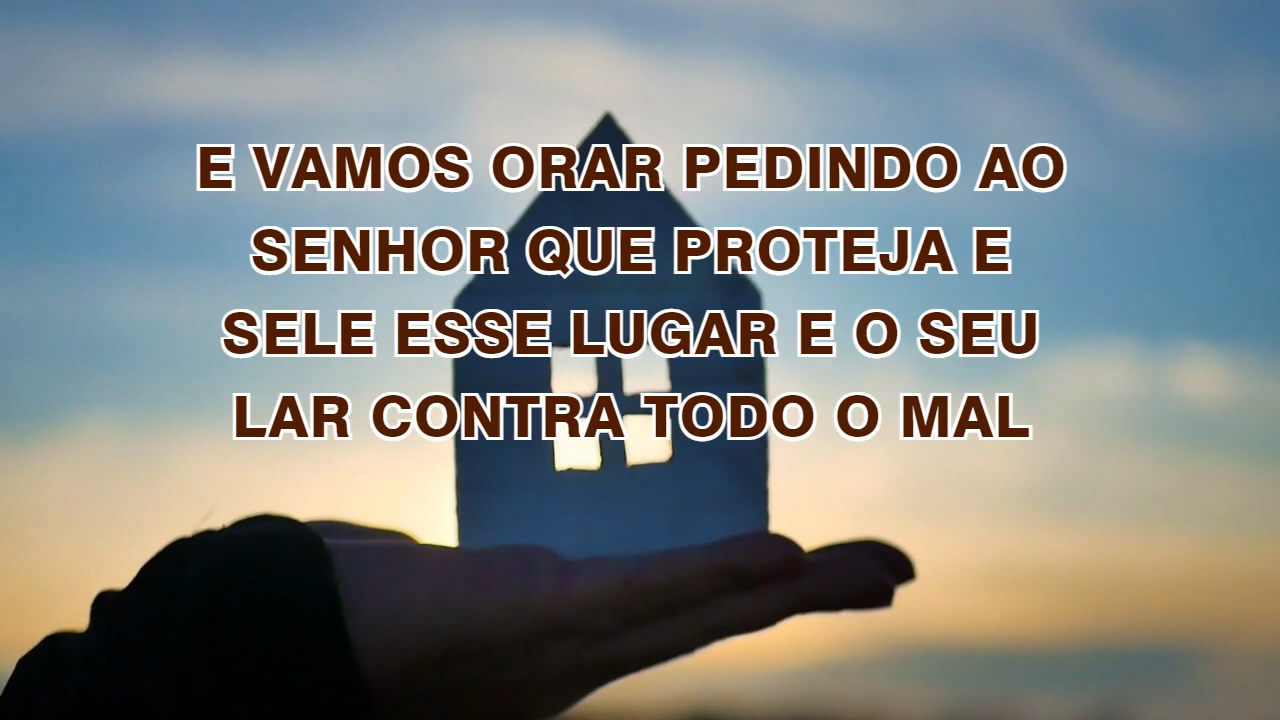 E VAMOS ORAR PEDINDO AO
SENHOR QUE PROTEJA E
SELE ESSE LUGAR E O SEU
LAR CONTRA TODO O MAL